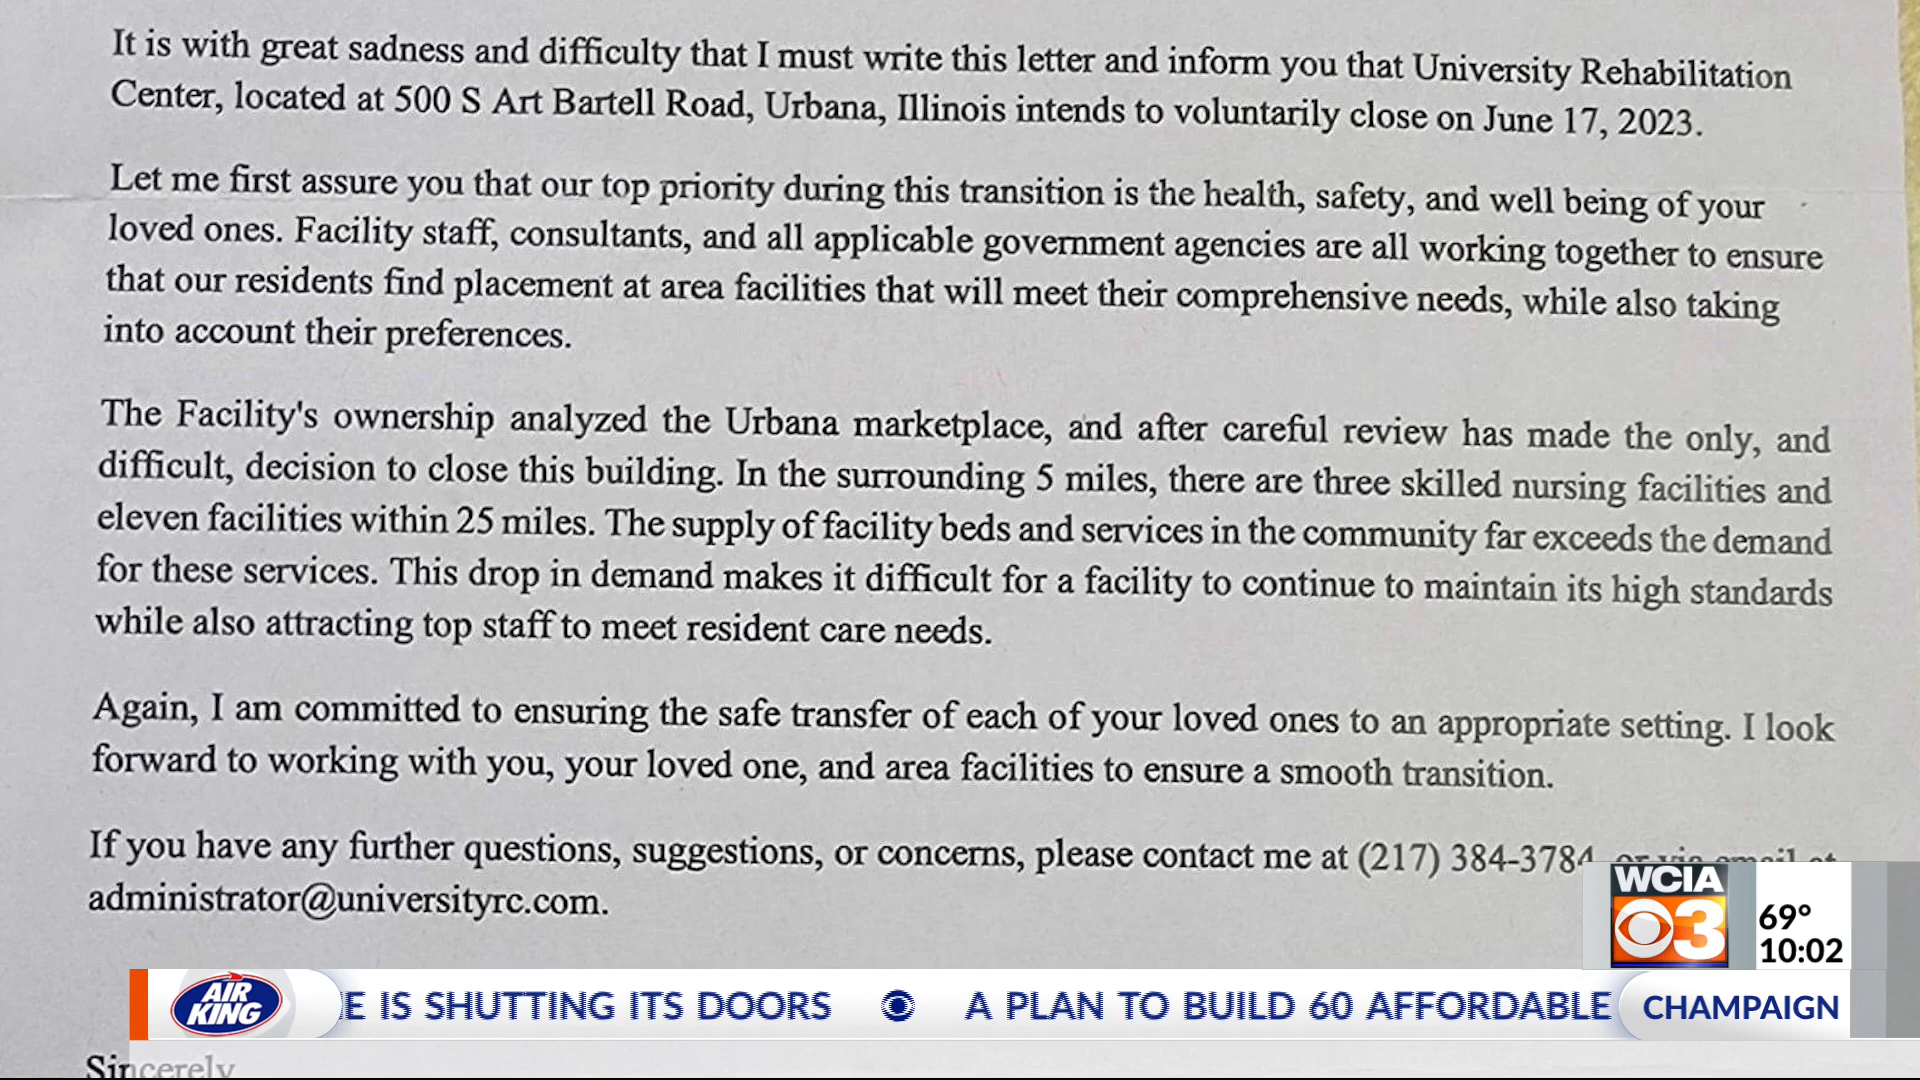 It is with great sadness and difficulty that I must write this letter and inform you that University Rehabilitation
Center, located at 500 S Art Bartell Road, Urbana, Illinois intends to voluntarily close on June 17, 2023.
Let me first assure you that our top priority during this transition is the health, safety, and well being of your
loved ones. Facility staff, consultants, and all applicable government agencies are all working together to ensure
that our residents find placement at area facilities that will meet their comprehensive needs, while also taking
into account their preferences.
The Facility's ownership analyzed the Urbana marketplace, and after careful review has made the only, and
difficult, decision to close this building. In the surrounding 5 miles, there are three skilled nursing facilities and
eleven facilities within 25 miles. The supply of facility beds and services in the community far exceeds the demand
for these services. This drop in demand makes it difficult for a facility to continue to maintain its high standards
while also attracting top staff to meet resident care needs.
Again, I am committed to ensuring the safe transfer of each of your loved ones to an appropriate setting. I look
forward to working with you, your loved one, and area facilities to ensure a smooth transition.
If you have any further questions, suggestions, or concerns, please contact me at (217) 384-3784, or via email at
administrator@universityrc.com.
WCIA
3
69°
10:02
AIR
KING
E IS SHUTTING ITS DOORS A PLAN TO BUILD 60 AFFORDABLE
CHAMPAIGN
Sincerely